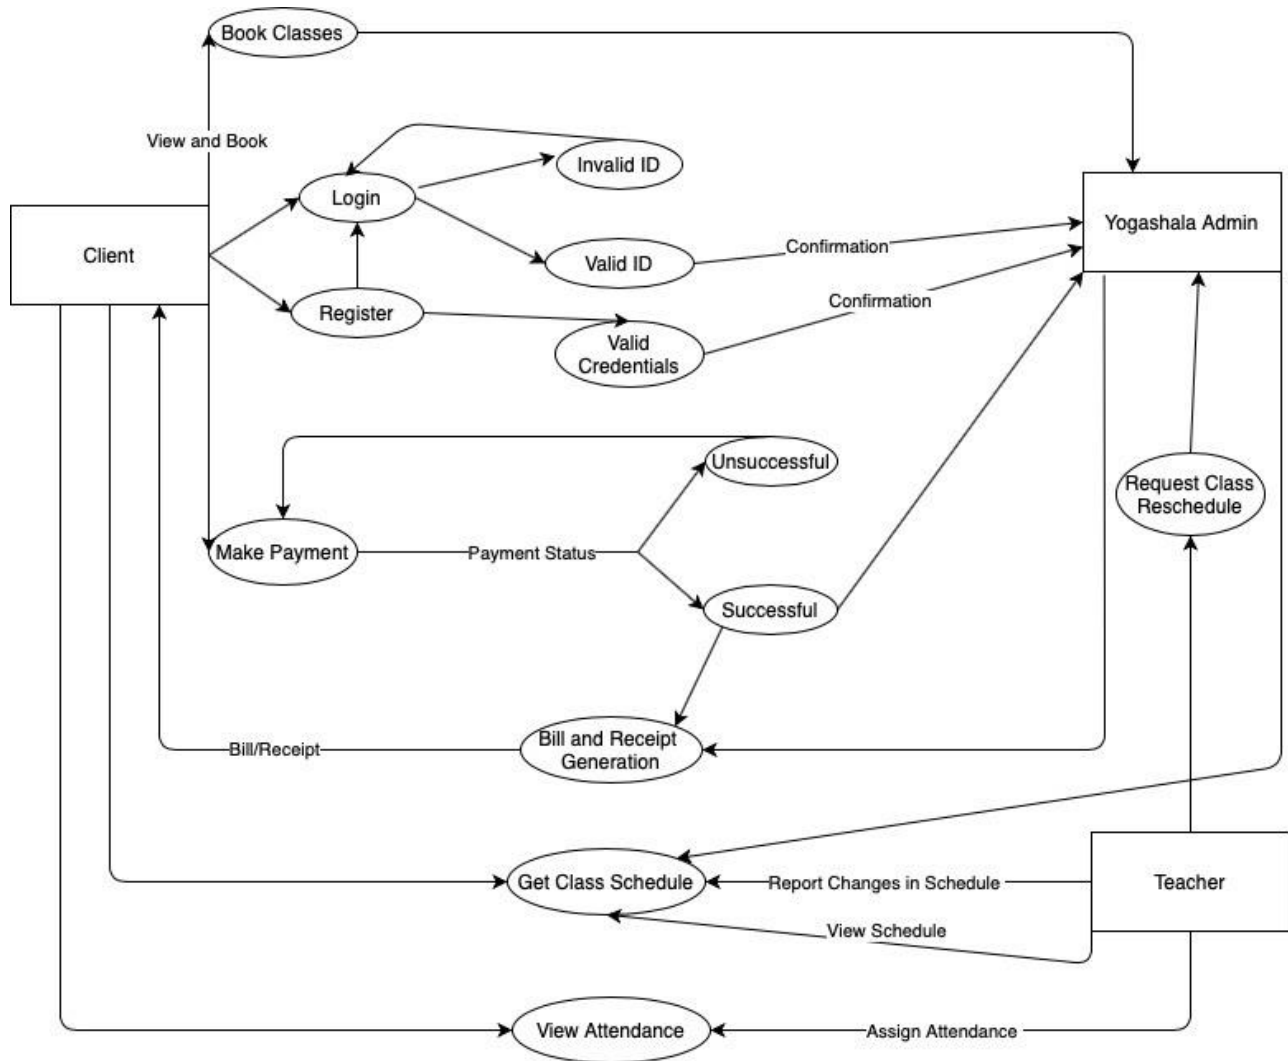 Book Classes
View and Book
Invalid ID
Login
Yogashala Admin
Client
Confirmation
Valid ID
Confirmation
Register
Valid
Credentials
Unsuccessful
Request Class
Reschedule
Make Payment
Payment Status
Successful
Bill/Receipt
Bill and Receipt
Generation
Get Class Schedule
Report Changes in Schedule
Teacher
View Schedule
View Attendance
Assign Attendance